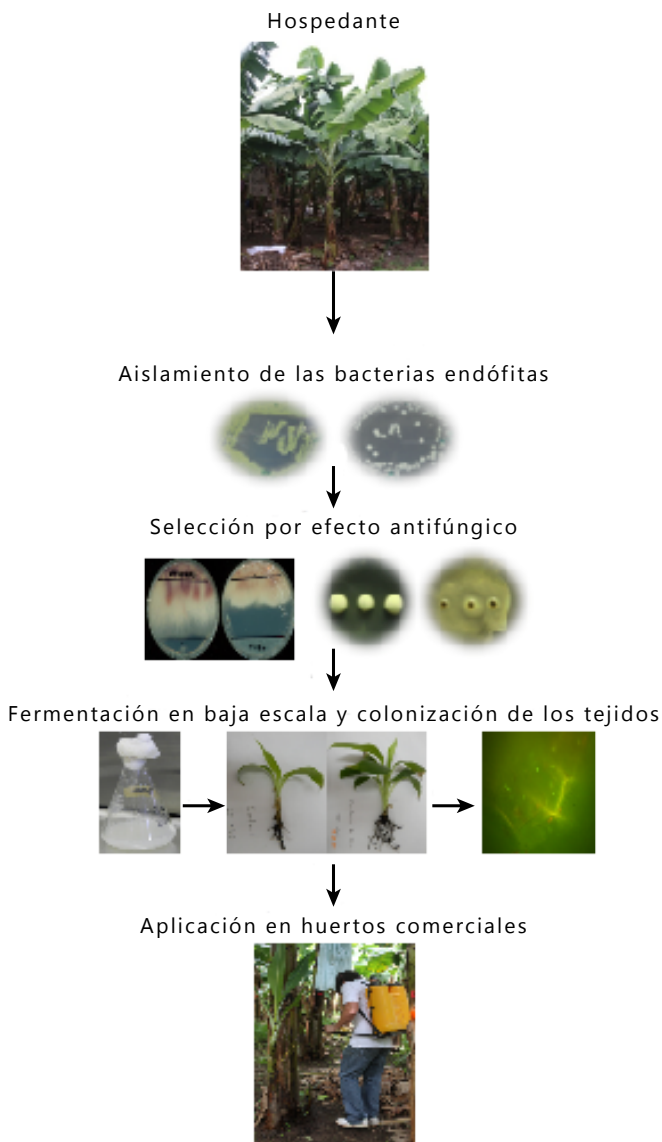 Hospedante
Aislamiento de las bacterias endófitas
Selección por efecto antifúngico
Fermentación en baja escala y colonización de los tejidos
Aplicación en huertos comerciales